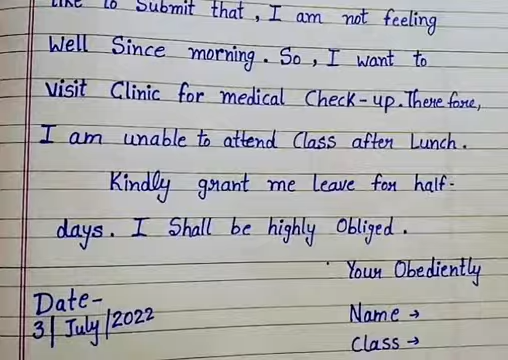 like to Submit that, I am not feeling
Well Since morning. So, I want to
visit Clinic for medical Check-up. Therefore,
I am unable to attend Class after Lunch.
Kindly grant me leave for half-
days. I Shall be highly Obliged.
Your Obediently
Date-
3/July/2022
Name →
Class →